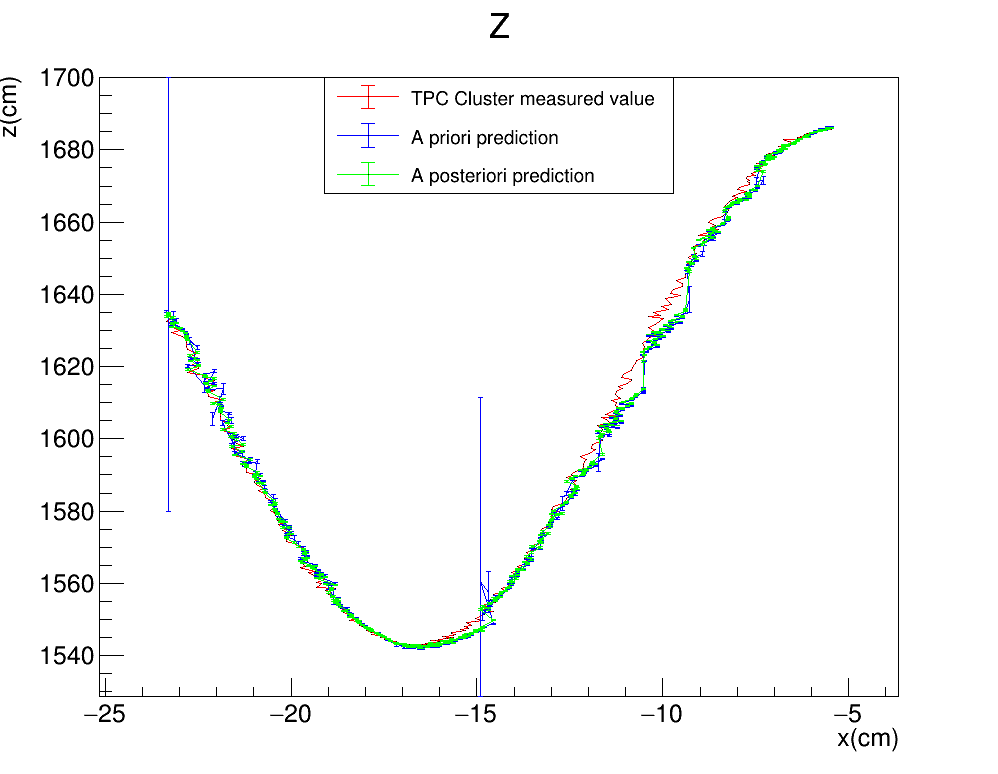 Z
z(cm)
1700
1680
1660
1640
1620
1600
1580
1560
1540
TPC Cluster measured value
A priori prediction
A posteriori prediction
−25 −20 −15 −10 −5
x(cm)